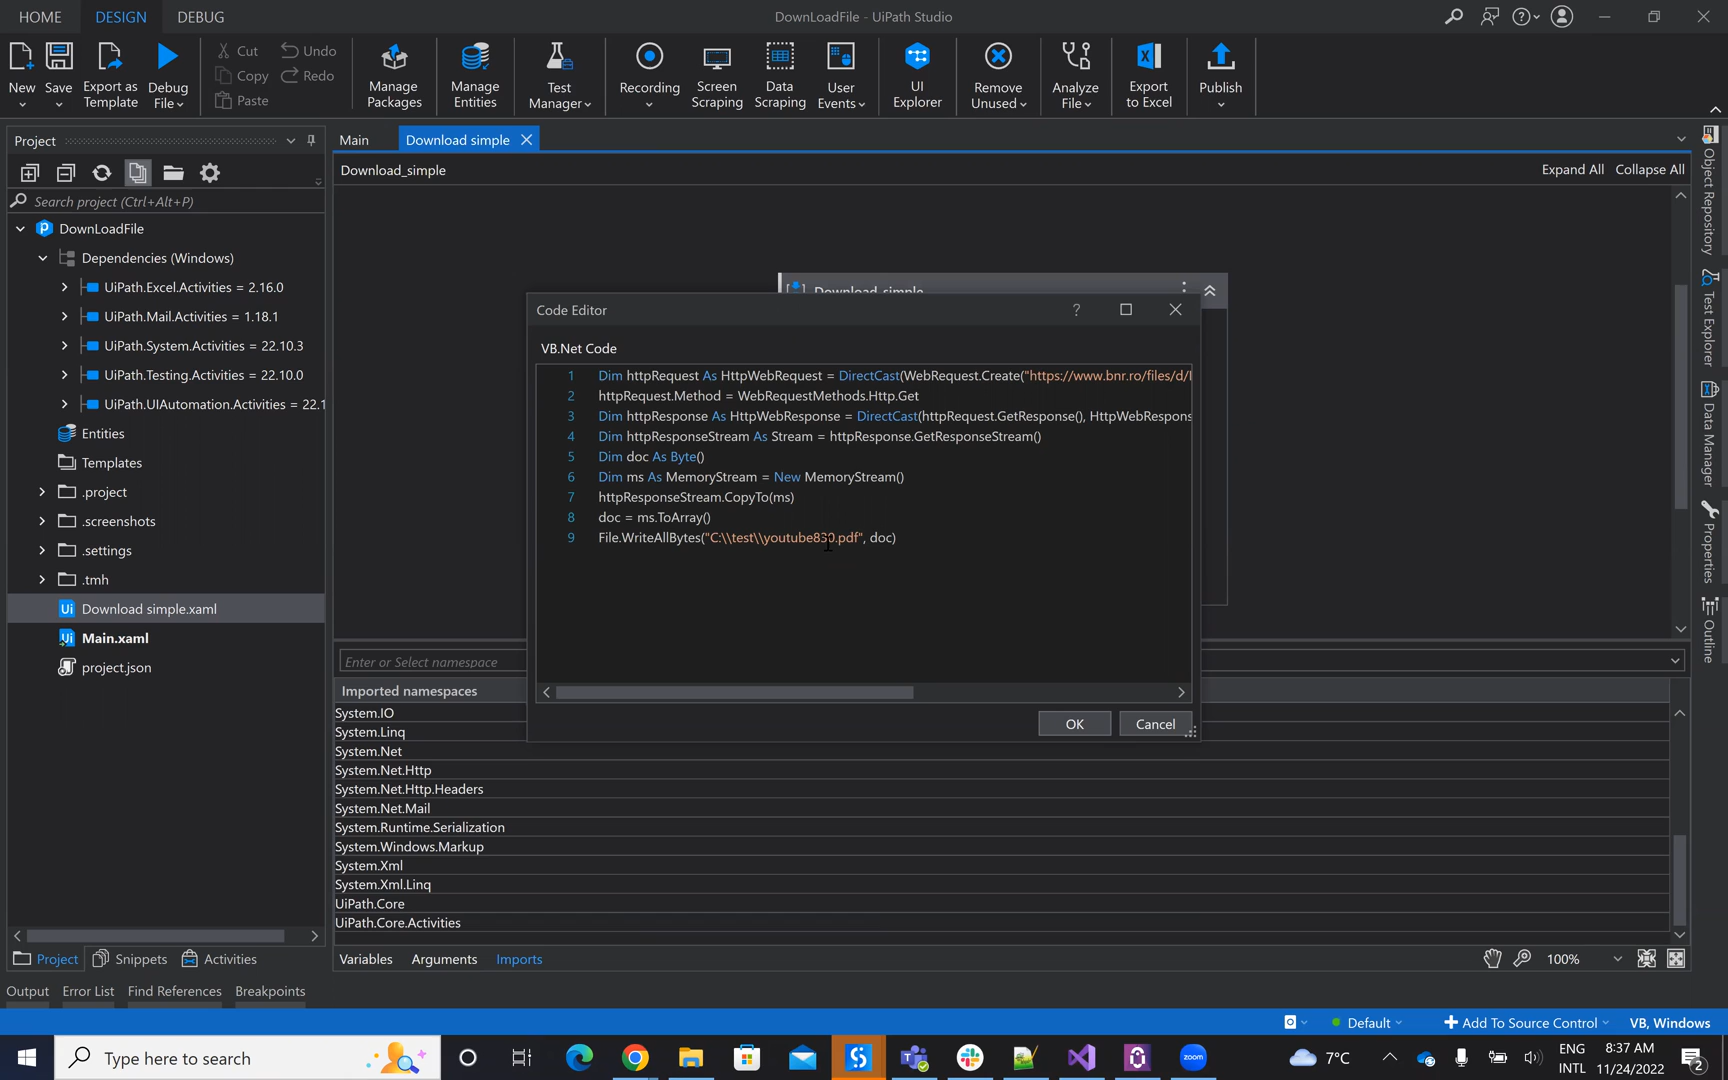 HOME
DESIGN
DEBUG
DownLoadFile - UiPath Studio
New
Save
Export as Template
Debug File
Cut
Copy
Paste
Undo
Redo
Manage Packages
Manage Entities
Test Manager
Recording
Screen Scraping
Data Scraping
User Events
UI Explorer
Remove Unused
Analyze File
Export to Excel
Publish
Project
Search project (Ctrl+Alt+P)
DownLoadFile
Dependencies (Windows)
UiPath.Excel.Activities = 2.16.0
UiPath.Mail.Activities = 1.18.1
UiPath.System.Activities = 22.10.3
UiPath.Testing.Activities = 22.10.0
UiPath.UIAutomation.Activities = 22.1
Entities
Templates
.project
.screenshots
.settings
.tmh
Download simple.xaml
Main.xaml
project.json
Project
Snippets
Activities
Main
Download simple
Download_simple
Expand All
Collapse All
Download_simple
Code Editor
?
VB.Net Code
1 Dim httpRequest As HttpWebRequest = DirectCast(WebRequest.Create("https://www.bnr.ro/files/d/
2 httpRequest.Method = WebRequestMethods.Http.Get
3 Dim httpResponse As HttpWebResponse = DirectCast(httpRequest.GetResponse(), HttpWebRespons
4 Dim httpResponseStream As Stream = httpResponse.GetResponseStream()
5 Dim doc As Byte()
6 Dim ms As MemoryStream = New MemoryStream()
7 httpResponseStream.CopyTo(ms)
8 doc = ms.ToArray()
9 File.WriteAllBytes("C:\\test\\youtube830.pdf", doc)
OK
Cancel
Enter or Select namespace
Imported namespaces
System.IO
System.Linq
System.Net
System.Net.Http
System.Net.Http.Headers
System.Net.Mail
System.Runtime.Serialization
System.Windows.Markup
System.Xml
System.Xml.Linq
UiPath.Core
UiPath.Core.Activities
Variables
Arguments
Imports
100%
Object Repository
Test Explorer
Data Manager
Properties
Outline
Output
Error List
Find References
Breakpoints
Default
Add To Source Control
VB, Windows
Type here to search
zoom
7°C
ENG
INTL
8:37 AM
11/24/2022
2